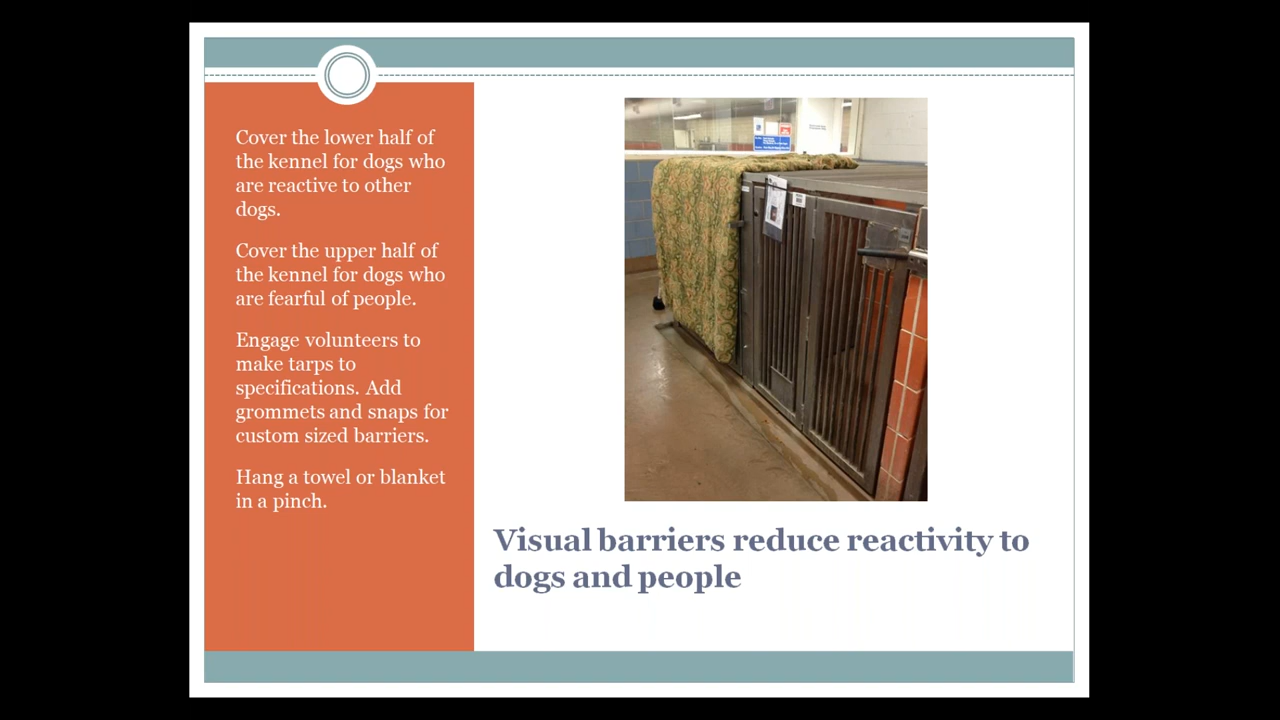 Cover the lower half of
the kennel for dogs who
are reactive to other
dogs.
Cover the upper half of
the kennel for dogs who
are fearful of people.
Engage volunteers to
make tarps to
specifications. Add
grommets and snaps for
custom sized barriers.
Hang a towel or blanket
in a pinch.
Visual barriers reduce reactivity to
dogs and people